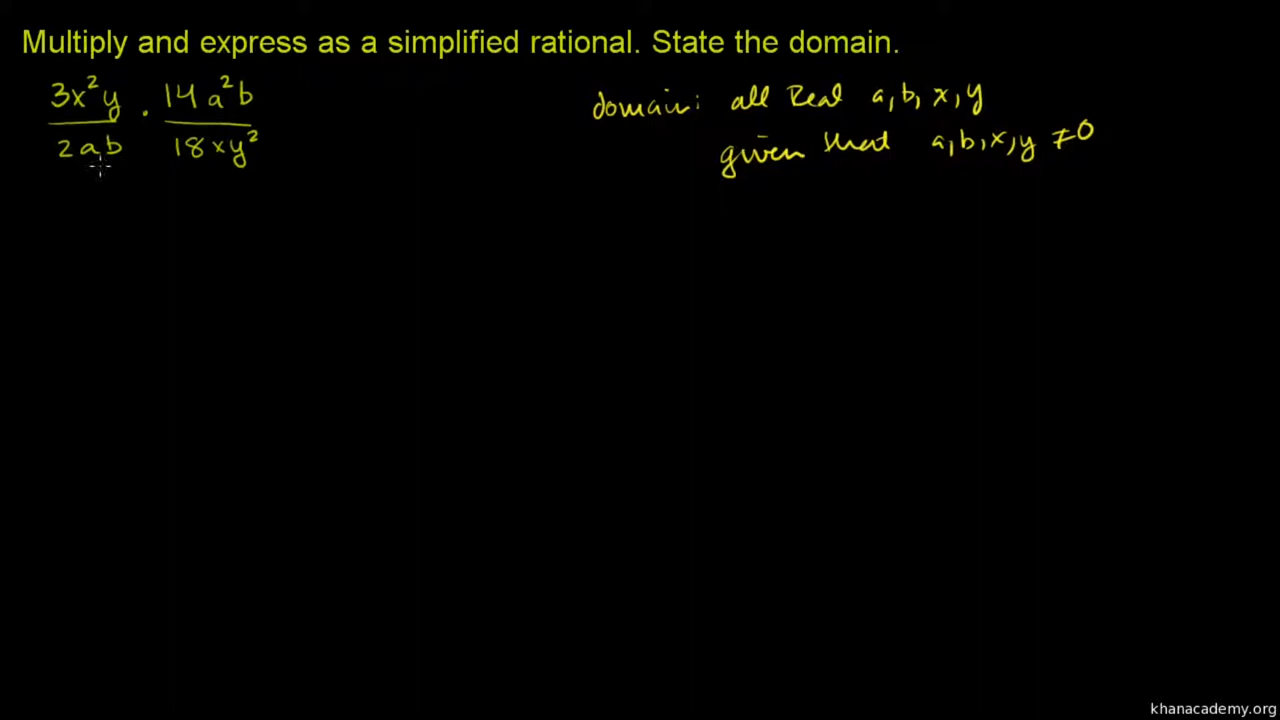 Multiply and express as a simplified rational. State the domain.
3x²y / 2ab · 14a²b / 18xy²
domain: all Real a, b, x, y
given that a, b, x, y ≠ 0
khanacademy.org